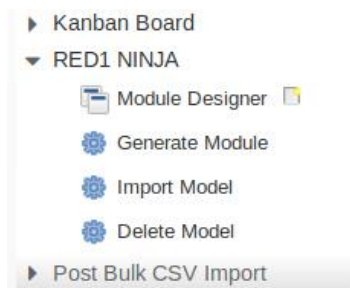 Kanban Board
RED1 NINJA
Module Designer
Generate Module
Import Model
Delete Model
Post Bulk CSV Import